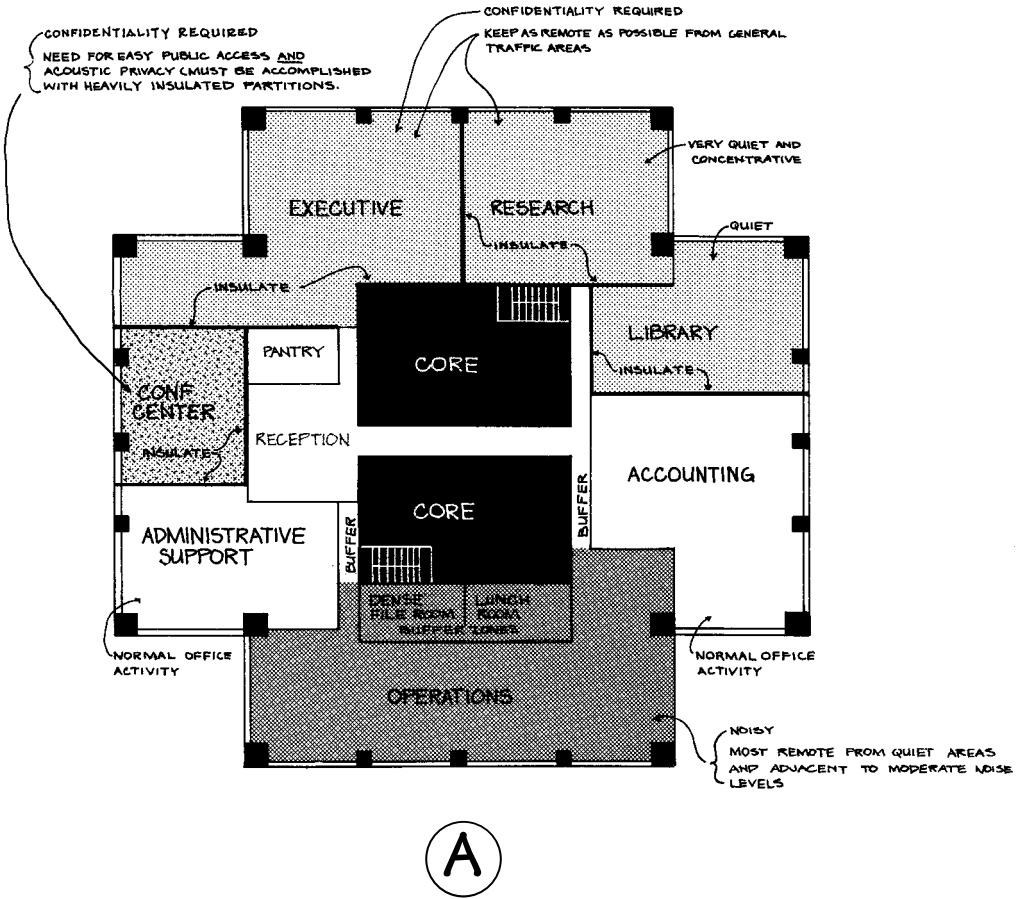 CONFIDENTIALITY REQUIRED
KEEP AS REMOTE AS POSSIBLE FROM GENERAL
TRAFFIC AREAS
CONFIDENTIALITY REQUIRED
NEED FOR EASY PUBLIC ACCESS AND
ACOUSTIC PRIVACY (MUST BE ACCOMPLISHED
WITH HEAVILY INSULATED PARTITIONS.
VERY QUIET AND
CONCENTRATIVE
EXECUTIVE
RESEARCH
INSULATE
QUIET
INSULATE
LIBRARY
PANTRY
CORE
INSULATE
CONF
CENTER
RECEPTION
INSULATE
ACCOUNTING
CORE
BUFFER
ADMINISTRATIVE
SUPPORT
BUFFER
DENSE
FILE ROOM
LUNCH
ROOM
BUFFER ZONES
NORMAL OFFICE
ACTIVITY
NORMAL OFFICE
ACTIVITY
OPERATIONS
NOISY
MOST REMOTE FROM QUIET AREAS
AND ADJACENT TO MODERATE NOISE
LEVELS
A